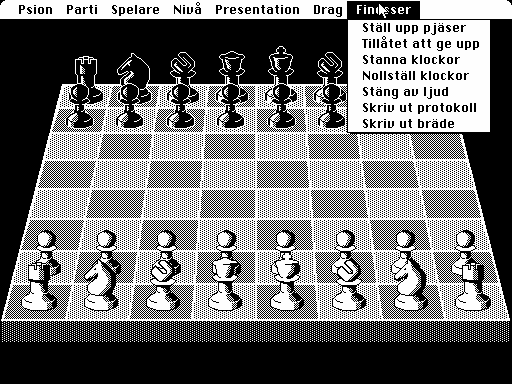 Psion Parti Spelare Nivå Presentation Drag Finesser
Ställ upp pjäser
Tillåtet att ge upp
Stanna klockor
Nollställ klockor
Stäng av ljud
Skriv ut protokoll
Skriv ut bräde